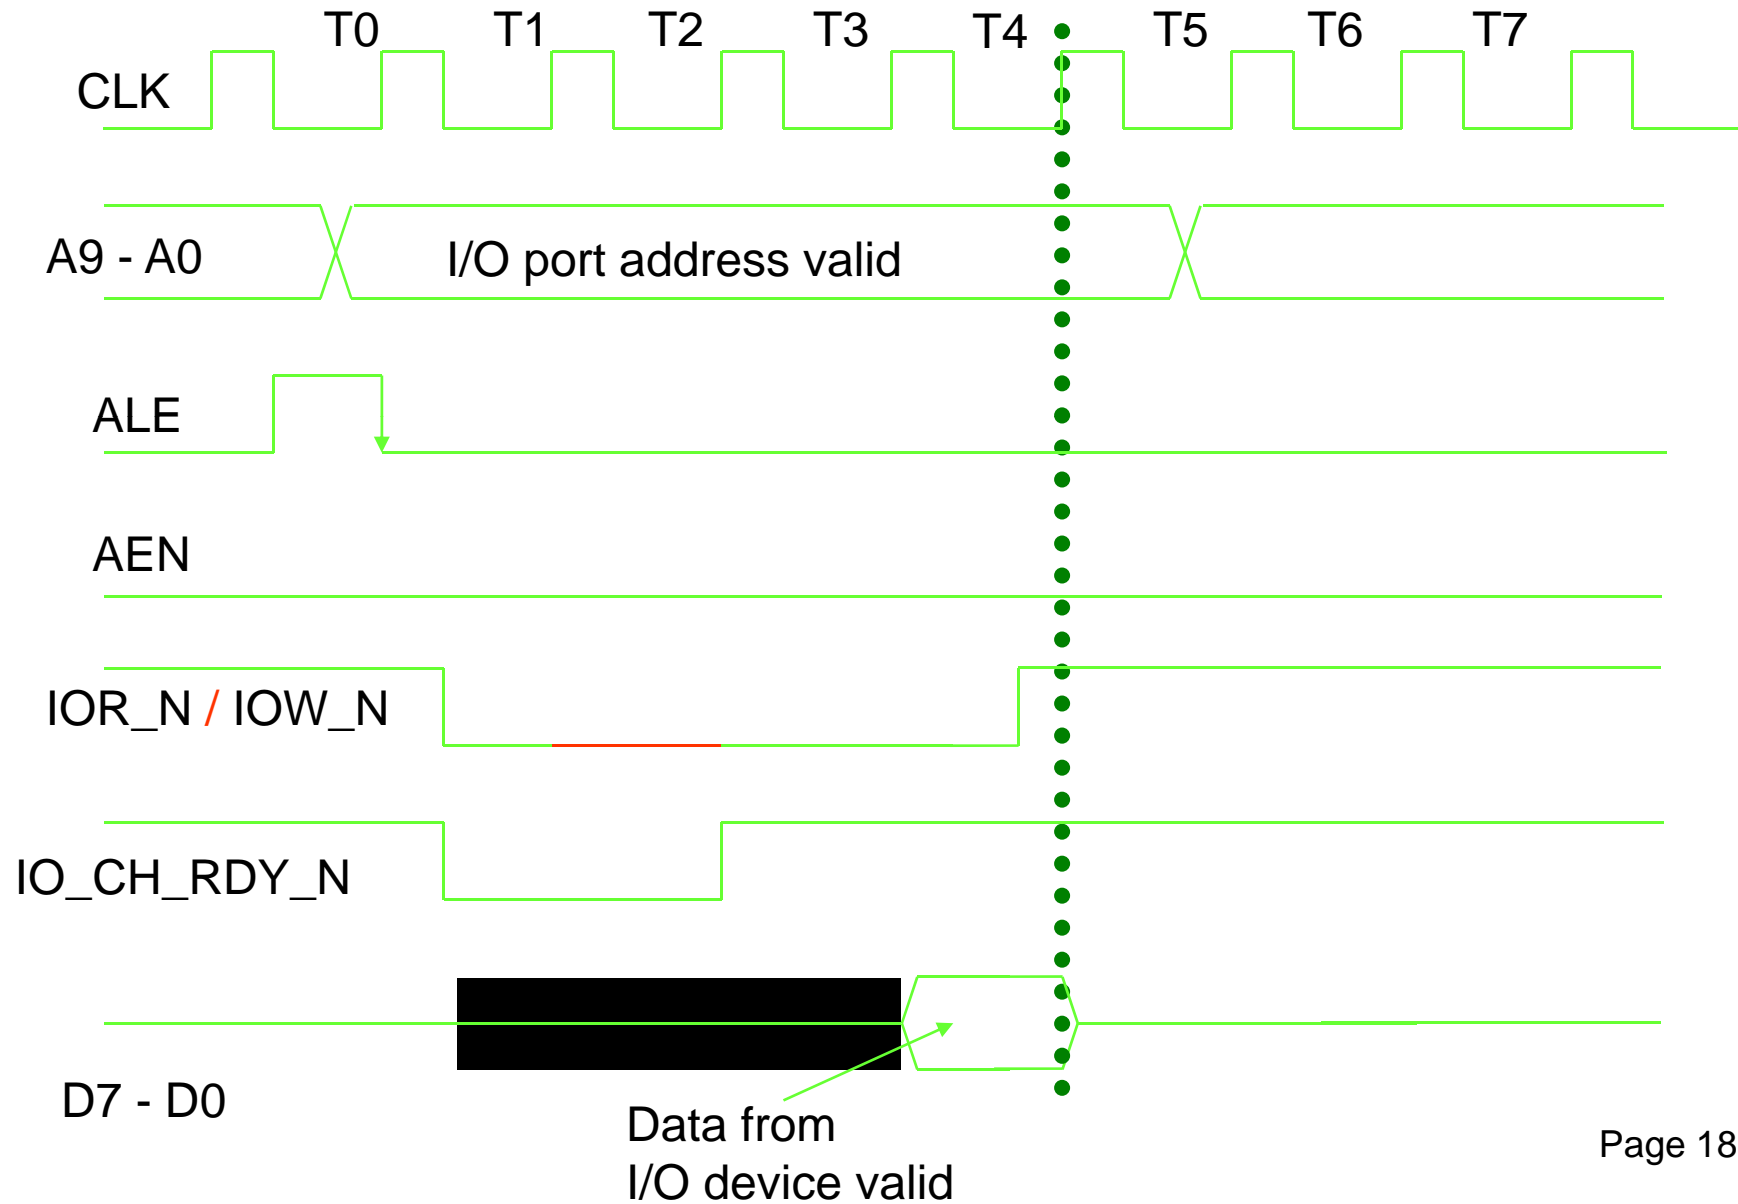 T0 T1 T2 T3 T4 T5 T6 T7
CLK
A9 - A0
I/O port address valid
ALE
AEN
IOR_N / IOW_N
IO_CH_RDY_N
D7 - D0
Data from
I/O device valid
Page 18